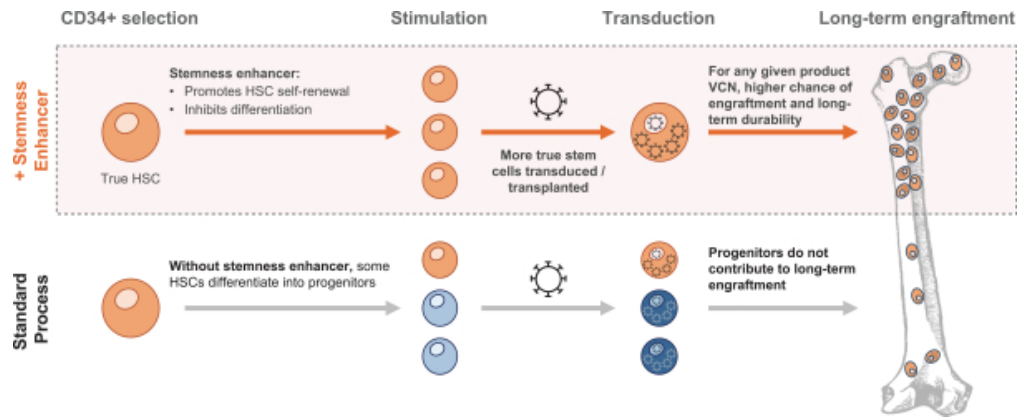 CD34+ selection
Stimulation
Transduction
Long-term engraftment
+ Stemness
Enhancer
True HSC
Stemness enhancer:
• Promotes HSC self-renewal
• Inhibits differentiation
More true stem
cells transduced /
transplanted
For any given product
VCN, higher chance of
engraftment and long-
term durability
Standard
Process
Without stemness enhancer, some
HSCs differentiate into progenitors
Progenitors do not
contribute to long-term
engraftment